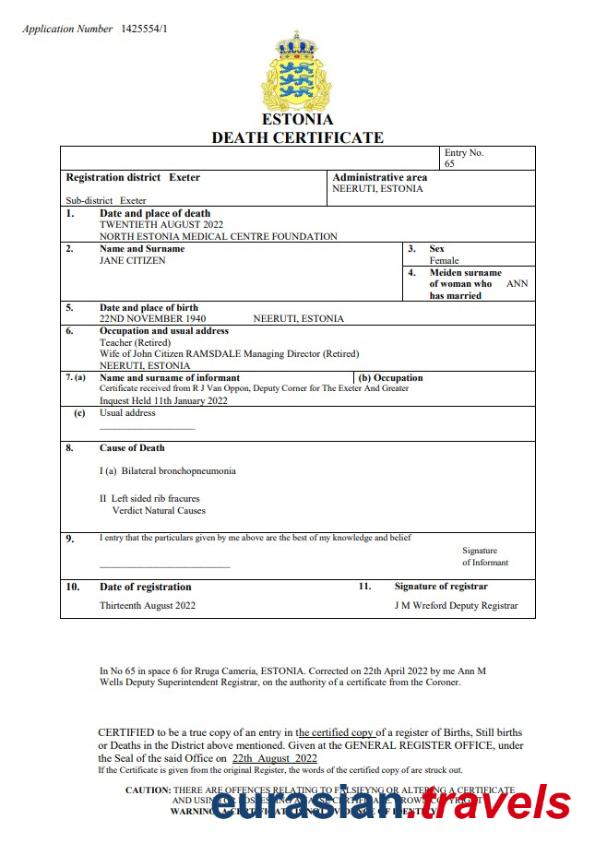 Application Number 1425554/1
ESTONIA
DEATH CERTIFICATE
Entry No.
65
Registration district Exeter
Sub-district Exeter
Administrative area
NEERUTI, ESTONIA
1. Date and place of death
TWENTIETH AUGUST 2022
NORTH ESTONIA MEDICAL CENTRE FOUNDATION
2. Name and Surname
JANE CITIZEN
3. Sex
Female
4. Meiden surname
of woman who ANN
has married
5. Date and place of birth
22ND NOVEMBER 1940 NEERUTI, ESTONIA
6. Occupation and usual address
Teacher (Retired)
Wife of John Citizen RAMSDALE Managing Director (Retired)
NEERUTI, ESTONIA
7. (a) Name and surname of informant (b) Occupation
Certificate received from R J Van Oppon, Deputy Corner for The Exeter And Greater
Inquest Held 11th January 2022
(c) Usual address
8. Cause of Death
I (a) Bilateral bronchopneumonia
II Left sided rib fracures
Verdict Natural Causes
9. I entry that the particulars given by me above are the best of my knowledge and belief
Signature
of Informant
10. Date of registration 11. Signature of registrar
Thirteenth August 2022 J M Wreford Deputy Registrar
In No 65 in space 6 for Rruga Cameria, ESTONIA. Corrected on 22th April 2022 by me Ann M
Wells Deputy Superintendent Registrar, on the authority of a certificate from the Coroner.
CERTIFIED to be a true copy of an entry in the certified copy of a register of Births, Still births
or Deaths in the District above mentioned. Given at the GENERAL REGISTER OFFICE, under
the Seal of the said Office on 22th August 2022
If the Certificate is given from the original Register, the words of the certified copy are struck out.
CAUTION: THERE ARE OFFENCES RELATING TO FALSIEYNG OR ALTERING A CERTIFICATE
AND
eurasian.travels